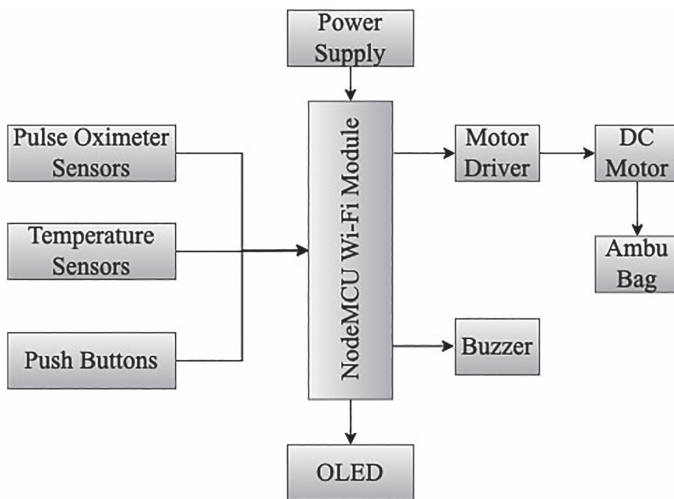 Power
Supply
Pulse Oximeter
Sensors
Temperature
Sensors
Push Buttons
NodeMCU Wi-Fi Module
Motor
Driver
DC
Motor
Ambu
Bag
Buzzer
OLED